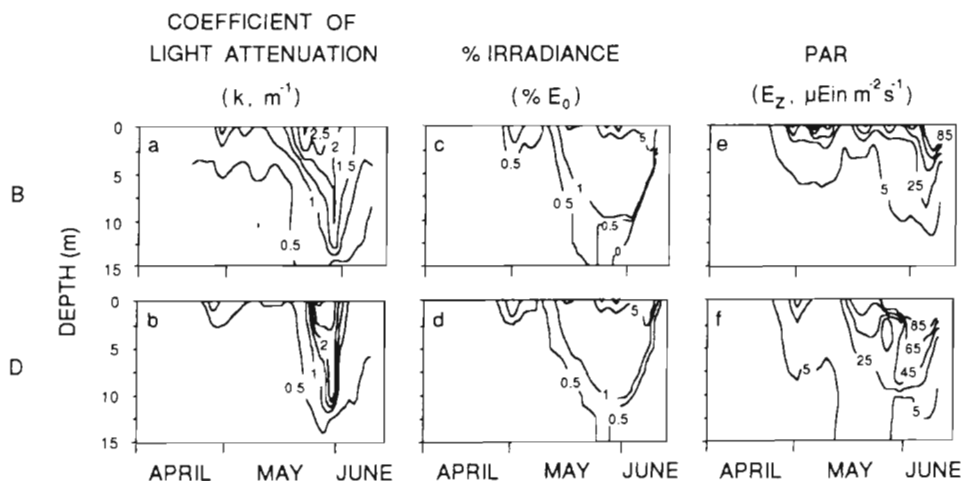 COEFFICIENT OF
LIGHT ATTENUATION
(k, m⁻¹)
% IRRADIANCE
(% E₀)
PAR
(E_Z, µEin m⁻² s⁻¹)
B
D
DEPTH (m)
0
5
10
15
a
2.5
2
1.5
1
0.5
c
0.5
5
1
0.5
0.5
0
e
85
5
25
0
5
10
15
b
2
1
0.5
d
5
0.5
1
0.5
f
85
65
45
25
5
5
APRIL MAY JUNE
APRIL MAY JUNE
APRIL MAY JUNE